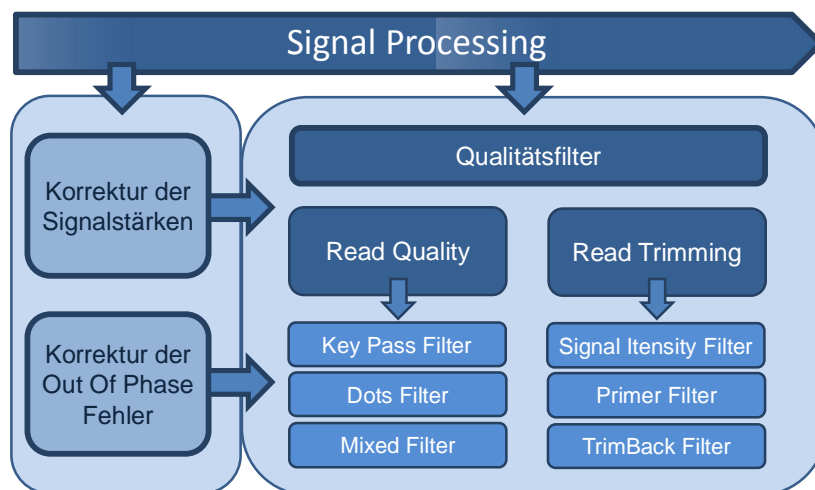 Signal Processing
Korrektur der
Signalstärken
Korrektur der
Out Of Phase
Fehler
Qualitätsfilter
Read Quality
Key Pass Filter
Dots Filter
Mixed Filter
Read Trimming
Signal Itensity Filter
Primer Filter
TrimBack Filter